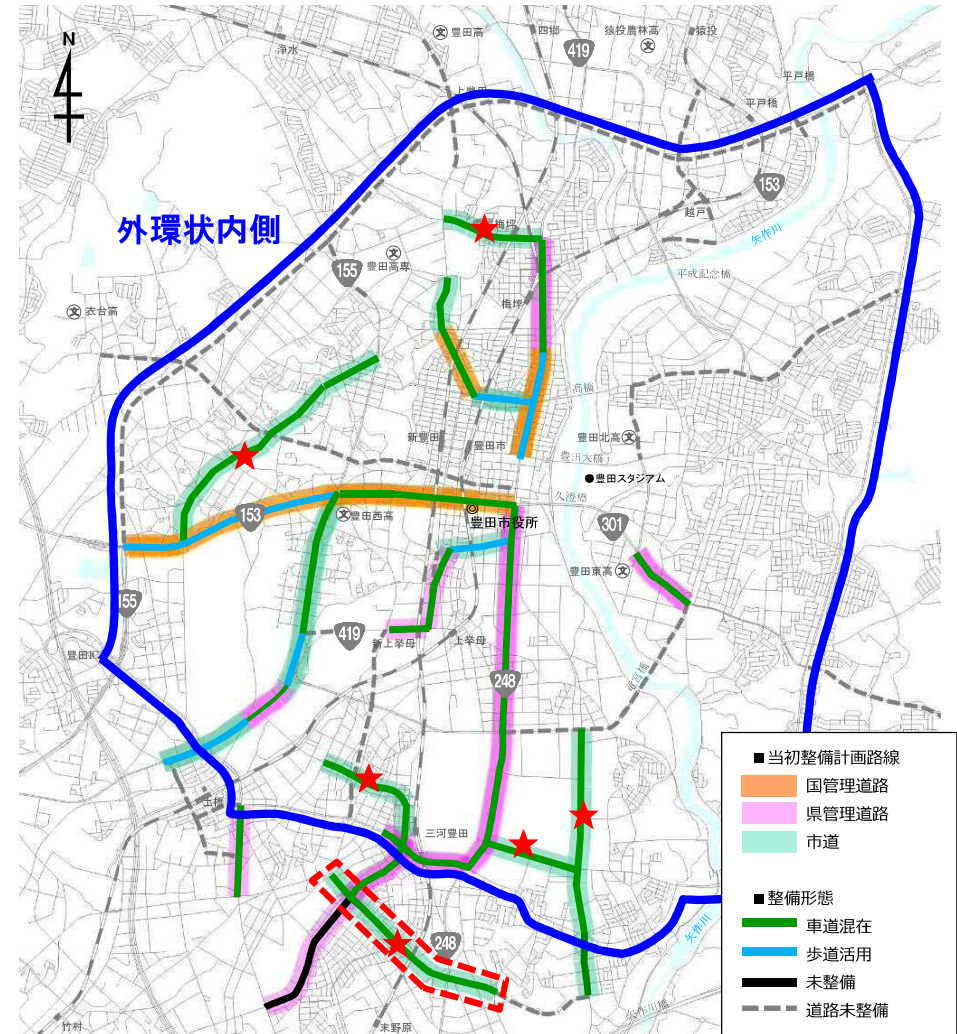 N
豊田高
四郷
猿投農林高
猿投
浄水
419
上豊田
平戸橋
平戸橋
153
越戸
外環状内側
矢作川
155
豊田高専
平成記念橋
衣台高
梅坪
高橋
新豊田
豊田市
豊田北高
豊田大橋
豊田スタジアム
久澄橋
153
豊田西高
豊田市役所
301
豊田東高
155
419
新上挙母
上挙母
豊田IC
248
竜宮橋
土橋
三河豊田
248
矢作川
矢作川橋
竹村
末野原
■当初整備計画路線
国管理道路
県管理道路
市道
■整備形態
車道混在
歩道活用
未整備
道路未整備